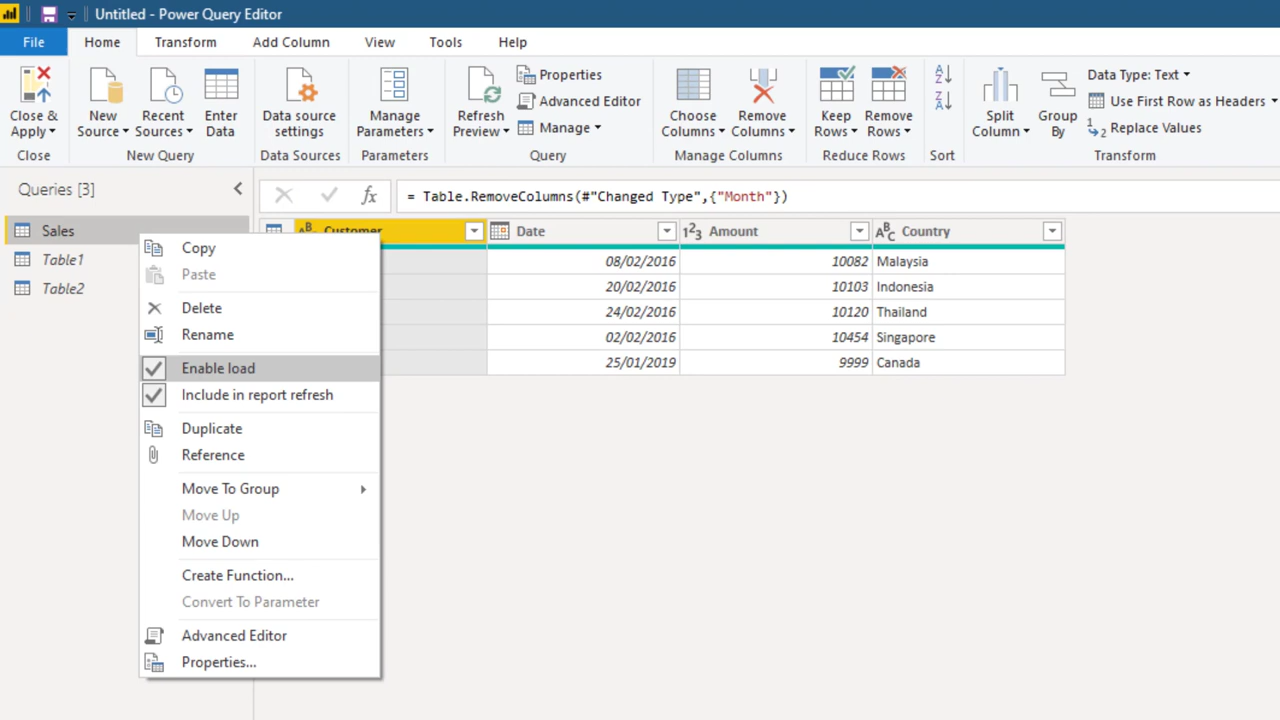 Untitled - Power Query Editor
File Home Transform Add Column View Tools Help
Close & Apply
New Source
Recent Sources
Enter Data
Data source settings
Manage Parameters
Refresh Preview
Properties
Advanced Editor
Manage
Choose Columns
Remove Columns
Keep Rows
Remove Rows
Split Column
Group By
Data Type: Text
Use First Row as Headers
Replace Values
Close New Query Data Sources Parameters Query Manage Columns Reduce Rows Sort Transform
Queries [3]
fx = Table.RemoveColumns(#"Changed Type",{"Month"})
Sales
Table1
Table2
Copy
Paste
Delete
Rename
Enable load
Include in report refresh
Duplicate
Reference
Move To Group
Move Up
Move Down
Create Function...
Convert To Parameter
Advanced Editor
Properties...
Customer Date 123 Amount ABC Country
08/02/2016 10082 Malaysia
20/02/2016 10103 Indonesia
24/02/2016 10120 Thailand
02/02/2016 10454 Singapore
25/01/2019 9999 Canada